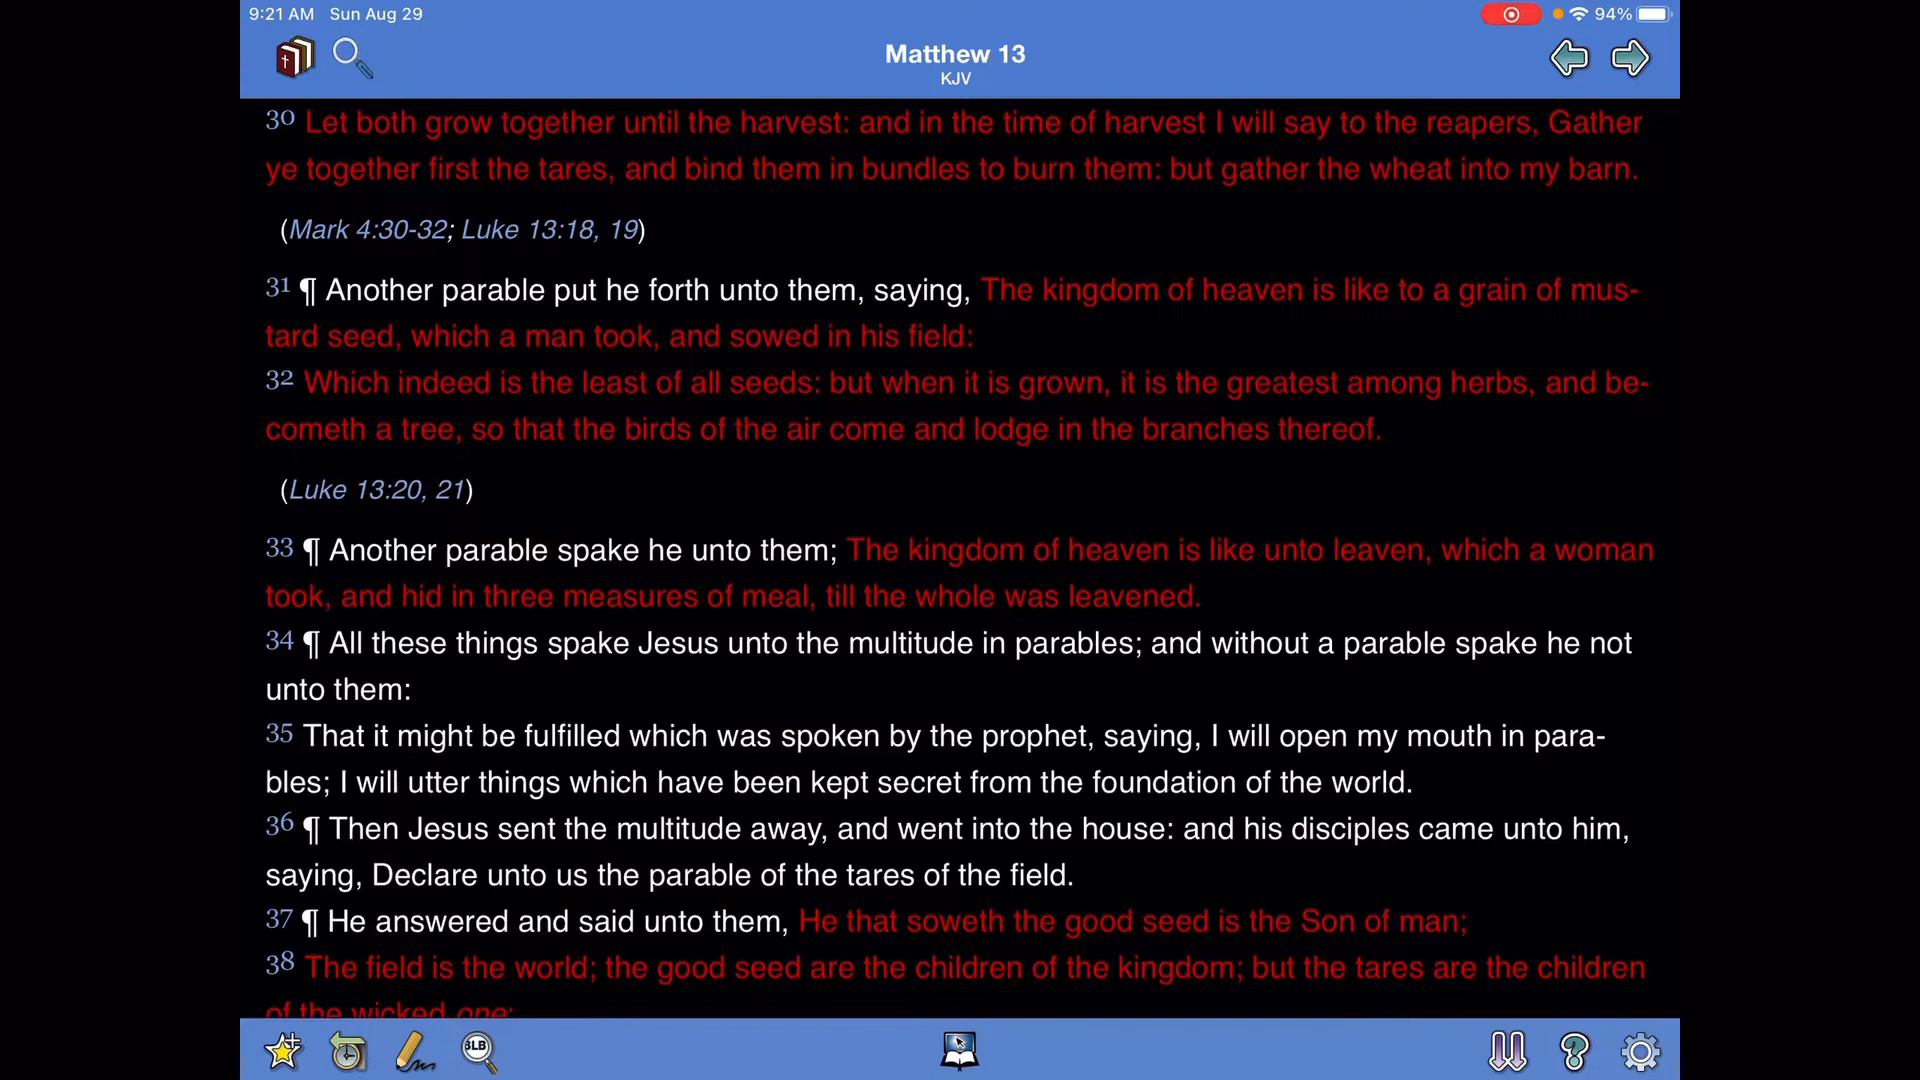 9:21 AM Sun Aug 29
94%
Matthew 13
KJV
30 Let both grow together until the harvest: and in the time of harvest I will say to the reapers, Gather
ye together first the tares, and bind them in bundles to burn them: but gather the wheat into my barn.
(Mark 4:30-32; Luke 13:18, 19)
31 ¶ Another parable put he forth unto them, saying, The kingdom of heaven is like to a grain of mus-
tard seed, which a man took, and sowed in his field:
32 Which indeed is the least of all seeds: but when it is grown, it is the greatest among herbs, and be-
cometh a tree, so that the birds of the air come and lodge in the branches thereof.
(Luke 13:20, 21)
33 ¶ Another parable spake he unto them; The kingdom of heaven is like unto leaven, which a woman
took, and hid in three measures of meal, till the whole was leavened.
34 ¶ All these things spake Jesus unto the multitude in parables; and without a parable spake he not
unto them:
35 That it might be fulfilled which was spoken by the prophet, saying, I will open my mouth in para-
bles; I will utter things which have been kept secret from the foundation of the world.
36 ¶ Then Jesus sent the multitude away, and went into the house: and his disciples came unto him,
saying, Declare unto us the parable of the tares of the field.
37 ¶ He answered and said unto them, He that soweth the good seed is the Son of man;
38 The field is the world; the good seed are the children of the kingdom; but the tares are the children
of the wicked one;
BLB